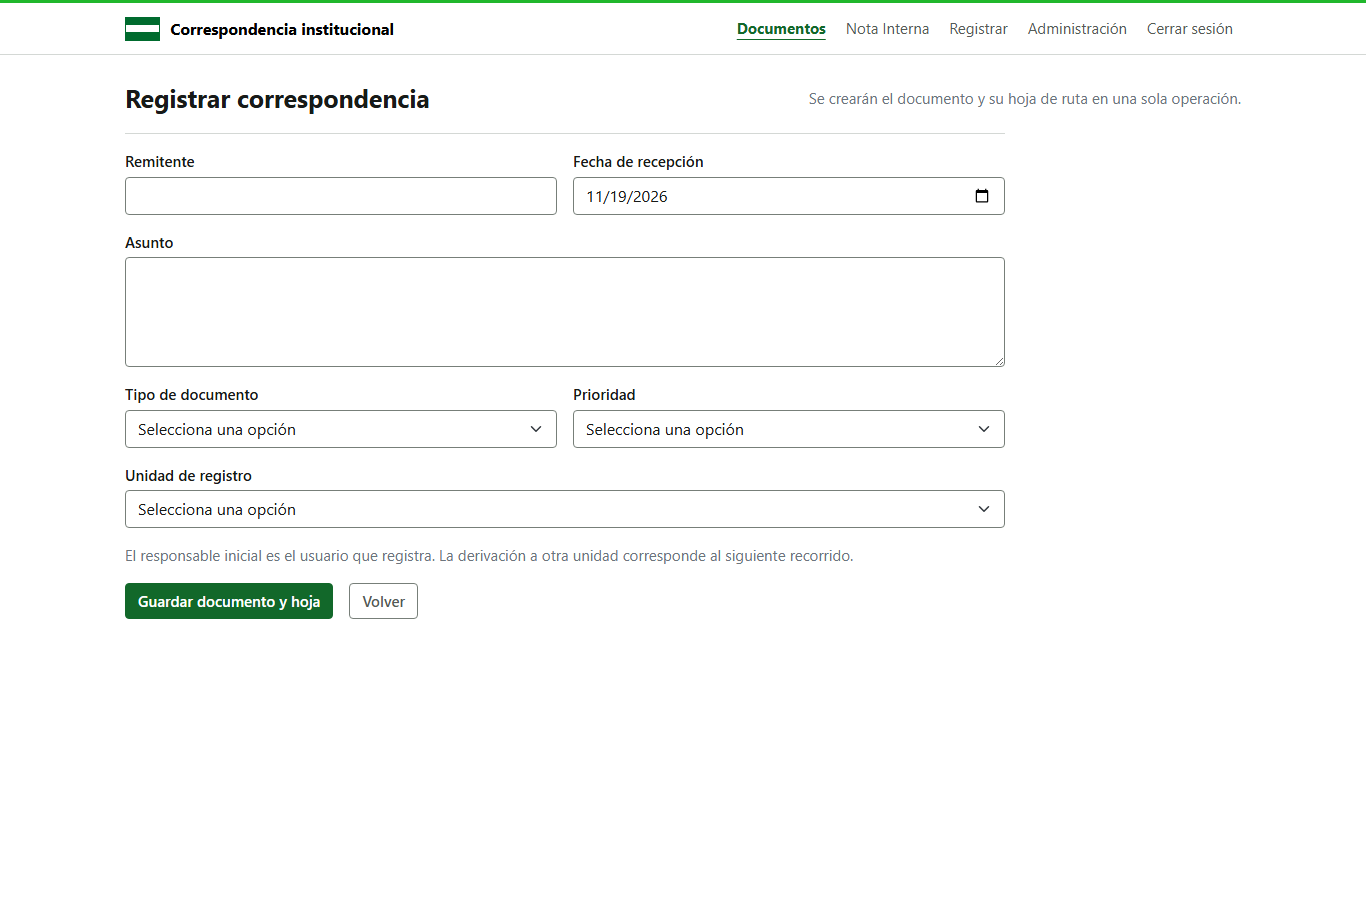 Correspondencia institucional
Documentos Nota Interna Registrar Administración Cerrar sesión
Registrar correspondencia
Se crearán el documento y su hoja de ruta en una sola operación.
Remitente
Fecha de recepción
11/19/2026
Asunto
Tipo de documento
Prioridad
Selecciona una opción
Selecciona una opción
Unidad de registro
Selecciona una opción
El responsable inicial es el usuario que registra. La derivación a otra unidad corresponde al siguiente recorrido.
Guardar documento y hoja
Volver